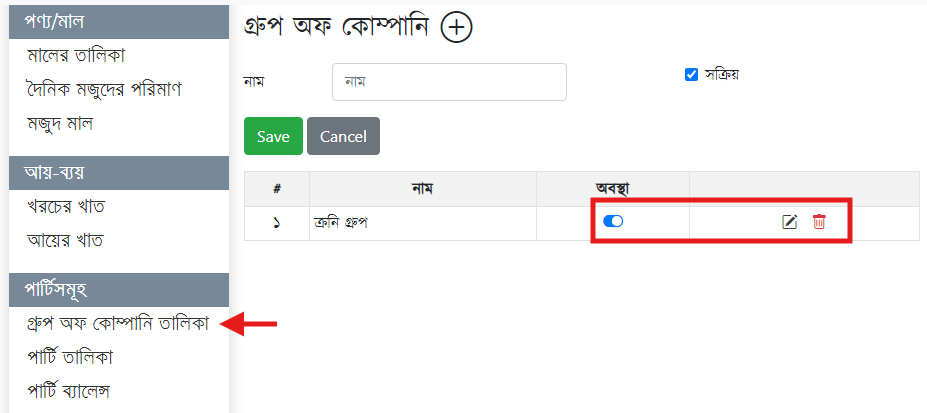 পণ্য/মাল
মালের তালিকা
দৈনিক মজুদের পরিমাণ
মজুদ মাল
আয়-ব্যয়
খরচের খাত
আয়ের খাত
পার্টিসমূহ
গ্রুপ অফ কোম্পানি তালিকা
পার্টি তালিকা
পার্টি ব্যালেন্স
গ্রুপ অফ কোম্পানি
নাম নাম সক্রিয়
Save Cancel
# নাম অবস্থা
১ ক্রনি গ্রুপ